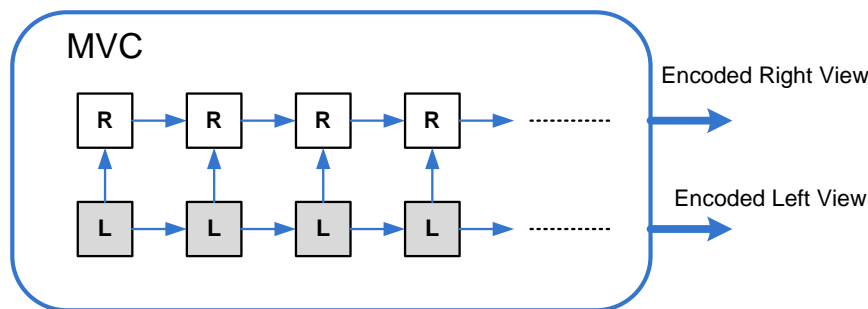 MVC
Encoded Right View
R R R R
Encoded Left View
L L L L